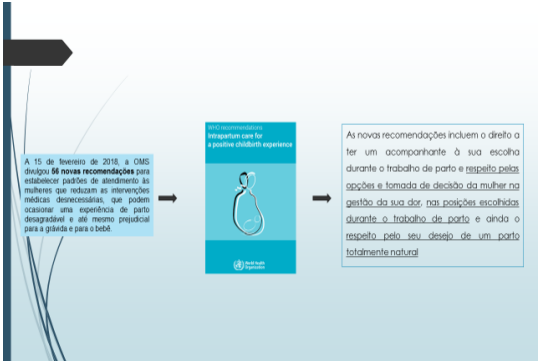 A 15 de fevereiro de 2018, a OMS
divulgou 56 novas recomendações para
estabelecer padrões de atendimento às
mulheres que reduzam as intervenções
médicas desnecessárias, que podem
ocasionar uma experiência de parto
desagradável e até mesmo prejudicial
para a grávida e para o bebê.
WHO recommendations
Intrapartum care for
a positive childbirth experience
World Health
Organization
As novas recomendações incluem o direito a
ter um acompanhante à sua escolha
durante o trabalho de parto e respeito pelas
opções e tomada de decisão da mulher na
gestão da sua dor, nas posições escolhidas
durante o trabalho de parto e ainda o
respeito pelo seu desejo de um parto
totalmente natural